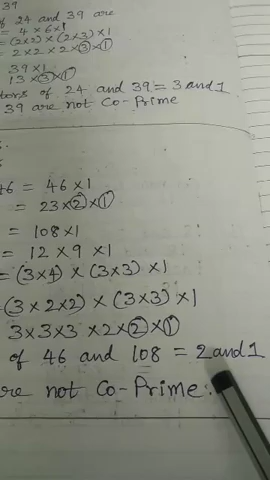 39
of 24 and 39 are
= 4 × 6 × 1
= (2×2) × (2×3) × 1
= 2 × 2 × 2 × 3 × 1
39 × 1
13 × 3 × 1
tors of 24 and 39 = 3 and 1
39 are not Co-Prime
46 = 46 × 1
= 23 × 2 × 1
= 108 × 1
= 12 × 9 × 1
= (3×4) × (3×3) × 1
= (3 × 2 × 2) × (3×3) × 1
3 × 3 × 3 × 2 × 2 × 1
of 46 and 108 = 2 and 1
are not Co-Prime.